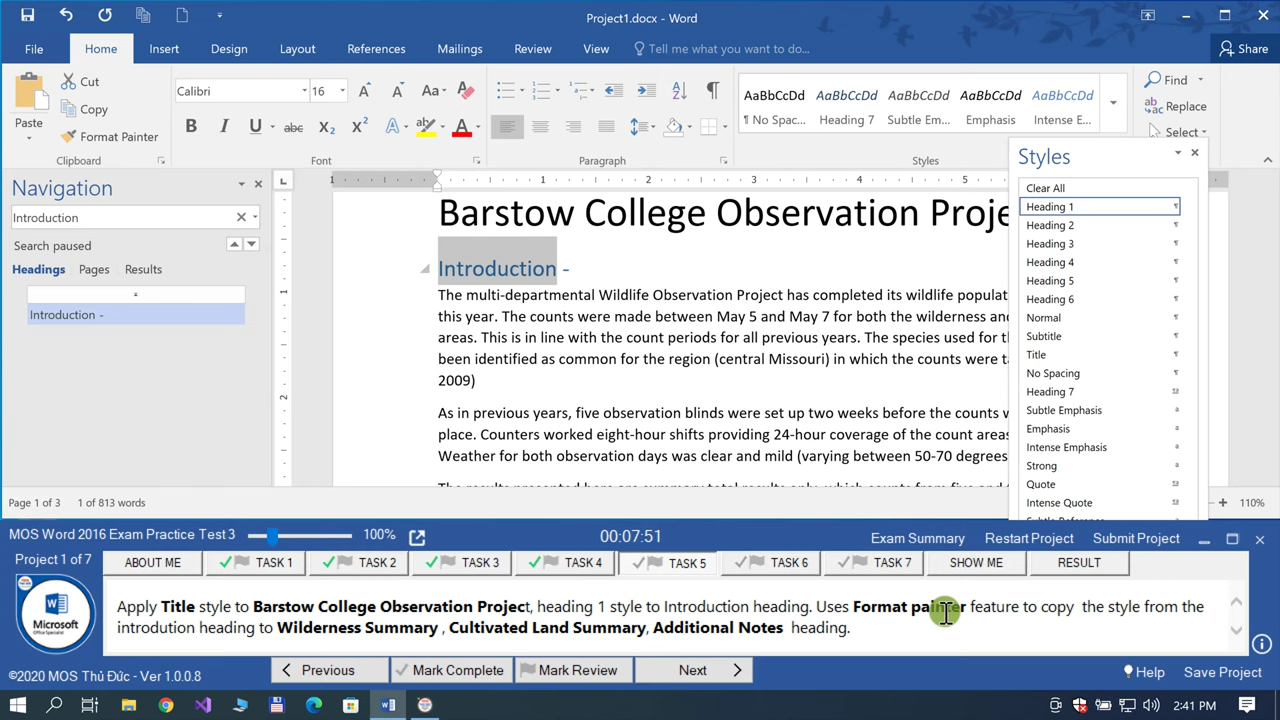 Project1.docx - Word
File Home Insert Design Layout References Mailings Review View Tell me what you want to do... Share
Paste
Cut
Copy
Format Painter
Clipboard
Calibri 16
Aa
B I U abc X2 X2 A A
Font
Paragraph
AaBbCcDd AaBbCcDd AaBbCcDd AaBbCcDd AaBbCcDd
¶ No Spac... Heading 7 Subtle Em... Emphasis Intense E...
Styles
Find
Replace
Select
Navigation
Introduction
Search paused
Headings Pages Results
Introduction -
1 1 2 3 4 5
1
2
Barstow College Observation Proje
Introduction -
The multi-departmental Wildlife Observation Project has completed its wildlife populat
this year. The counts were made between May 5 and May 7 for both the wilderness an
areas. This is in line with the count periods for all previous years. The species used for t
been identified as common for the region (central Missouri) in which the counts were ta
2009)
As in previous years, five observation blinds were set up two weeks before the counts w
place. Counters worked eight-hour shifts providing 24-hour coverage of the count areas
Weather for both observation days was clear and mild (varying between 50-70 degrees
Styles
Clear All
Heading 1
Heading 2
Heading 3
Heading 4
Heading 5
Heading 6
Normal
Subtitle
Title
No Spacing
Heading 7
Subtle Emphasis
Emphasis
Intense Emphasis
Strong
Quote
Intense Quote
Page 1 of 3 1 of 813 words
110%
MOS Word 2016 Exam Practice Test 3 100% 00:07:51 Exam Summary Restart Project Submit Project
Project 1 of 7 ABOUT ME TASK 1 TASK 2 TASK 3 TASK 4 TASK 5 TASK 6 TASK 7 SHOW ME RESULT
Microsoft
Office Specialist
Apply Title style to Barstow College Observation Project, heading 1 style to Introduction heading. Uses Format painter feature to copy the style from the
introdution heading to Wilderness Summary , Cultivated Land Summary, Additional Notes heading.
Previous Mark Complete Mark Review Next
©2020 MOS Thủ Đức - Ver 1.0.0.8
Help Save Project
2:41 PM